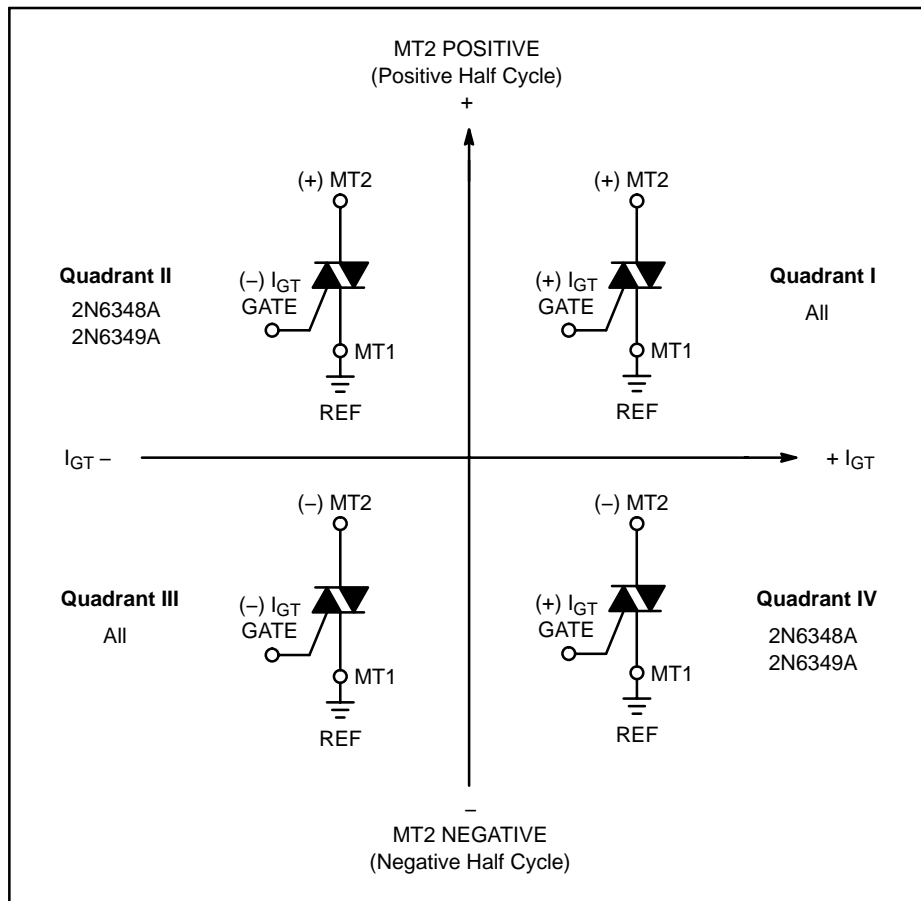 MT2 POSITIVE
(Positive Half Cycle)
+
(+) MT2
Quadrant II
2N6348A
2N6349A
(–) IGT
GATE
MT1
REF
(+) MT2
(+) IGT
GATE
MT1
REF
Quadrant I
All
IGT –
+ IGT
(–) MT2
Quadrant III
All
(–) IGT
GATE
MT1
REF
(–) MT2
(+) IGT
GATE
MT1
REF
Quadrant IV
2N6348A
2N6349A
–
MT2 NEGATIVE
(Negative Half Cycle)